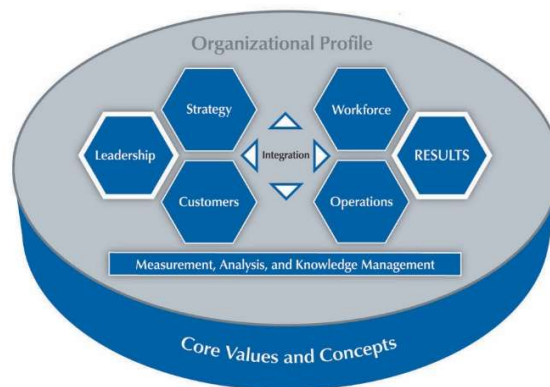 Organizational Profile
Strategy
Workforce
Leadership
Integration
RESULTS
Customers
Operations
Measurement, Analysis, and Knowledge Management
Core Values and Concepts